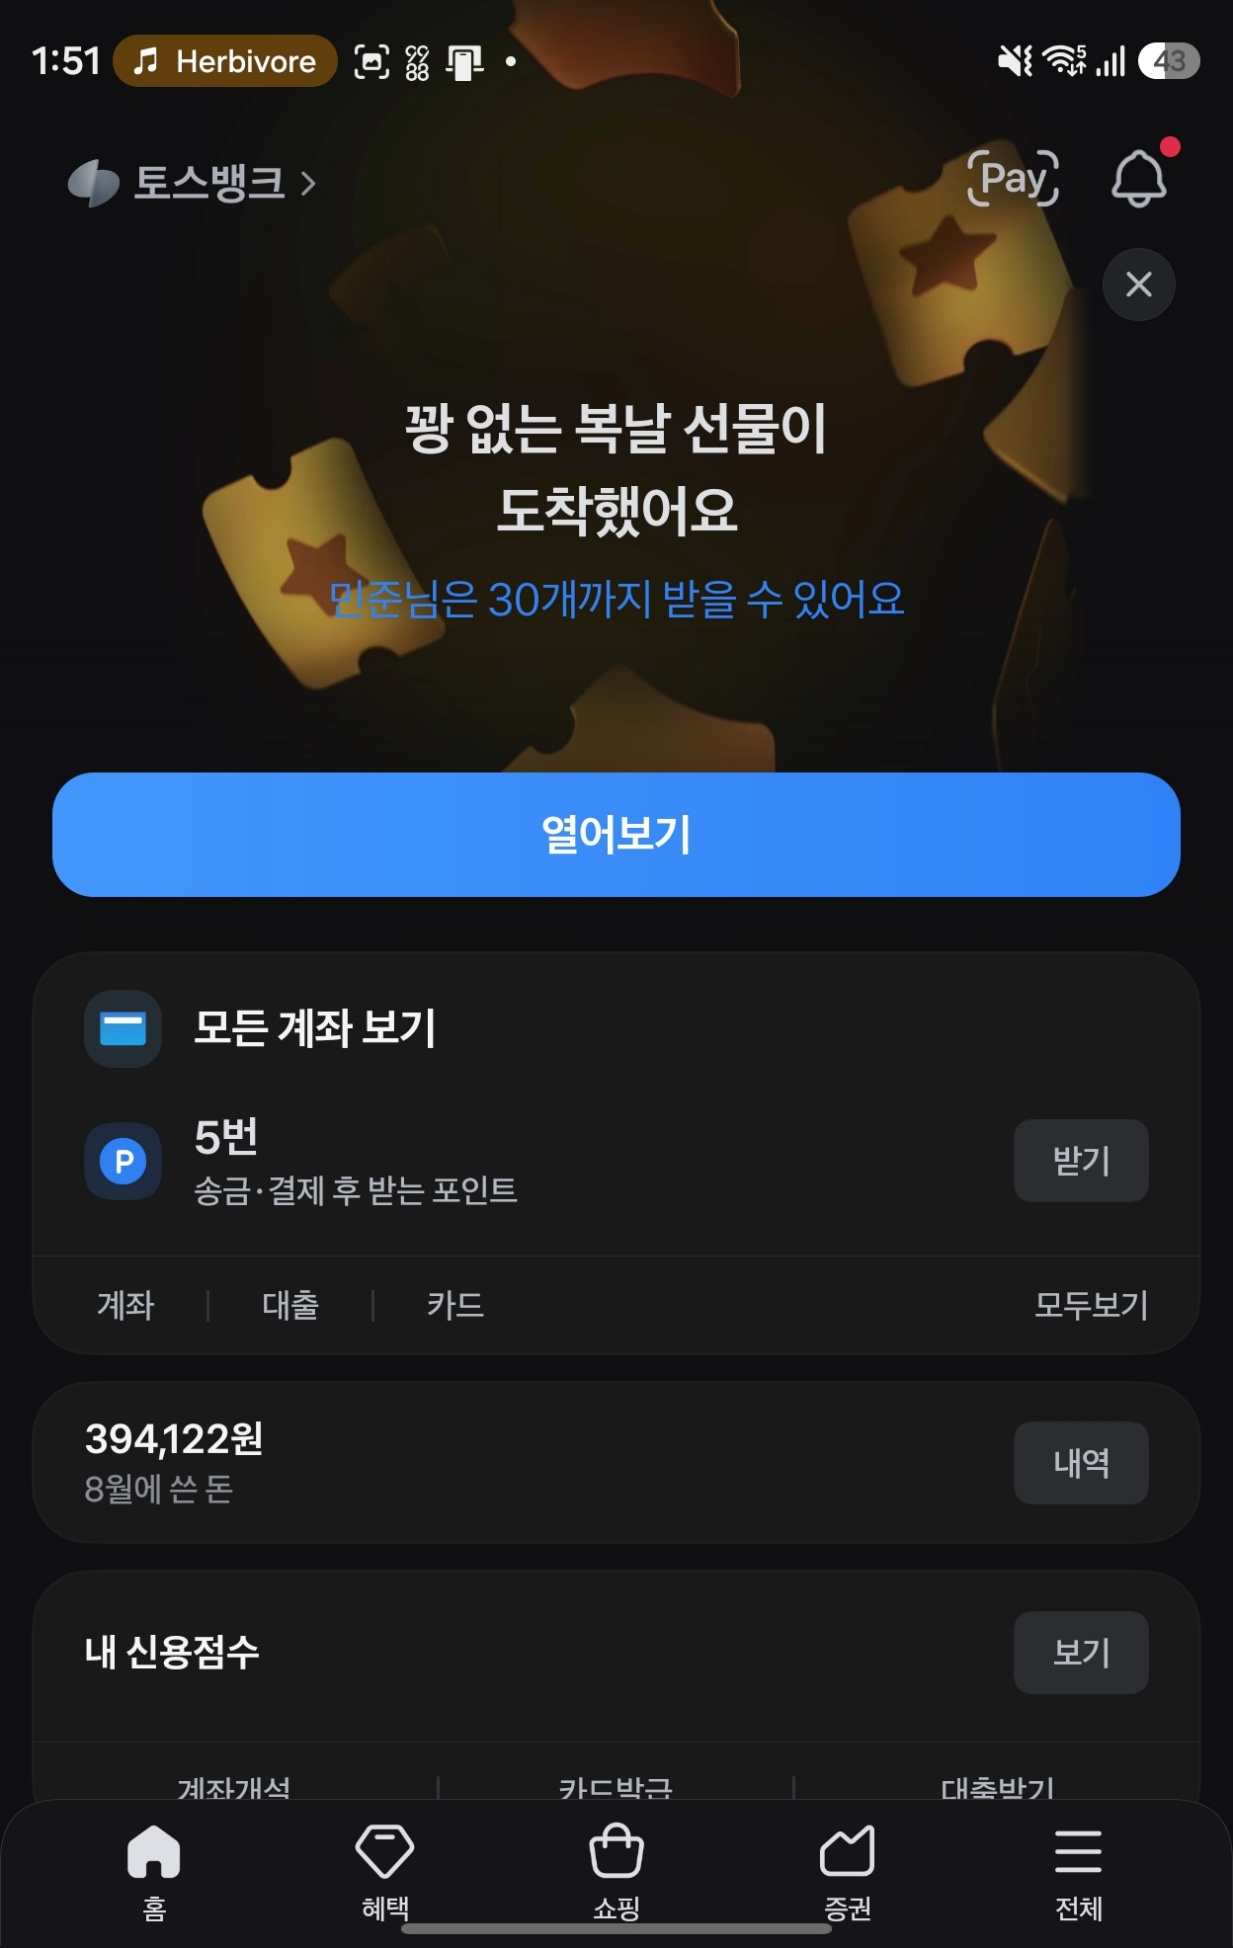 1:51 Herbivore 43
토스뱅크
Pay
꽝 없는 복날 선물이
도착했어요
민준님은 30개까지 받을 수 있어요
열어보기
모든 계좌 보기
P 5번
송금·결제 후 받는 포인트
받기
계좌 대출 카드 모두보기
394,122원
8월에 쓴 돈
내역
내 신용점수
보기
계좌개설 카드발급 대출받기
홈 혜택 쇼핑 증권 전체